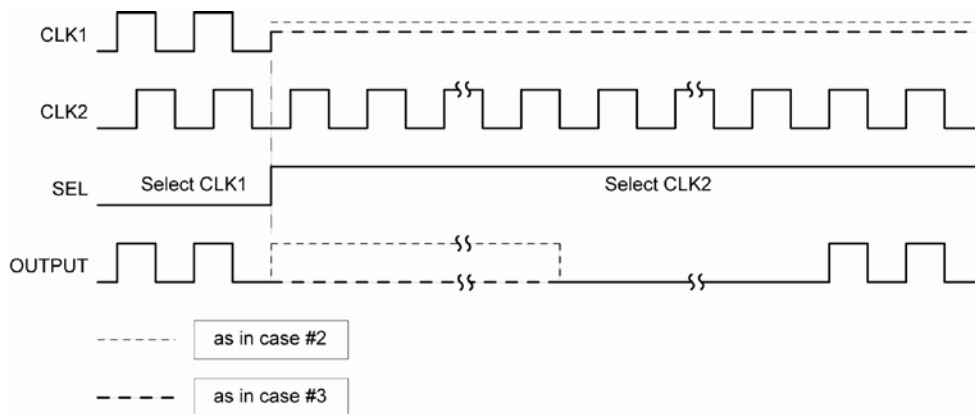 CLK1
CLK2
SEL
Select CLK1
Select CLK2
OUTPUT
as in case #2
as in case #3